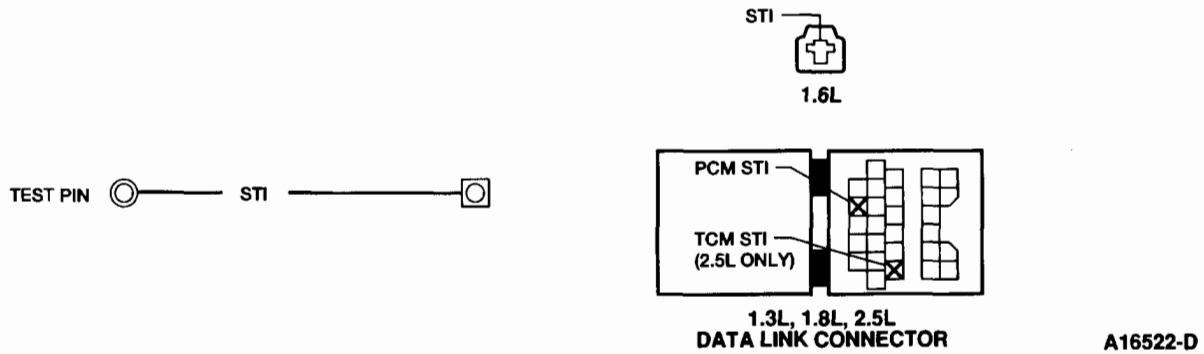 STI
1.6L
TEST PIN
STI
PCM STI
TCM STI
(2.5L ONLY)
1.3L, 1.8L, 2.5L
DATA LINK CONNECTOR
A16522-D